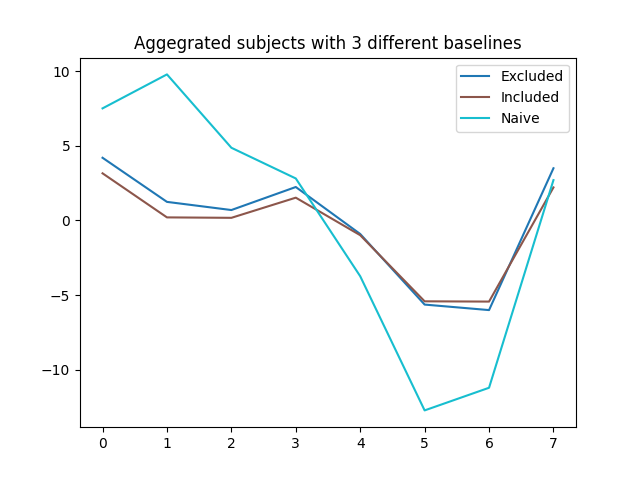 Aggegrated subjects with 3 different baselines
Excluded
Included
Naive
10
5
0
−5
−10
0 1 2 3 4 5 6 7